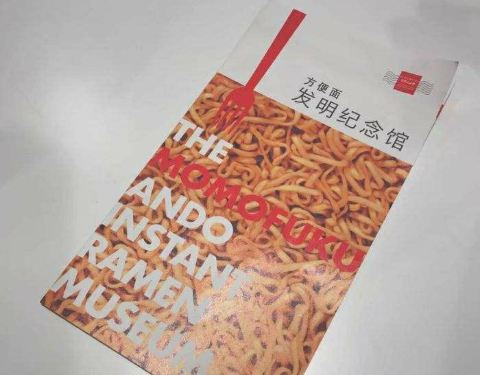 方便面
发明纪念馆
THE
MOMOFUKU
ANDO
INSTANT
RAMEN
MUSEUM